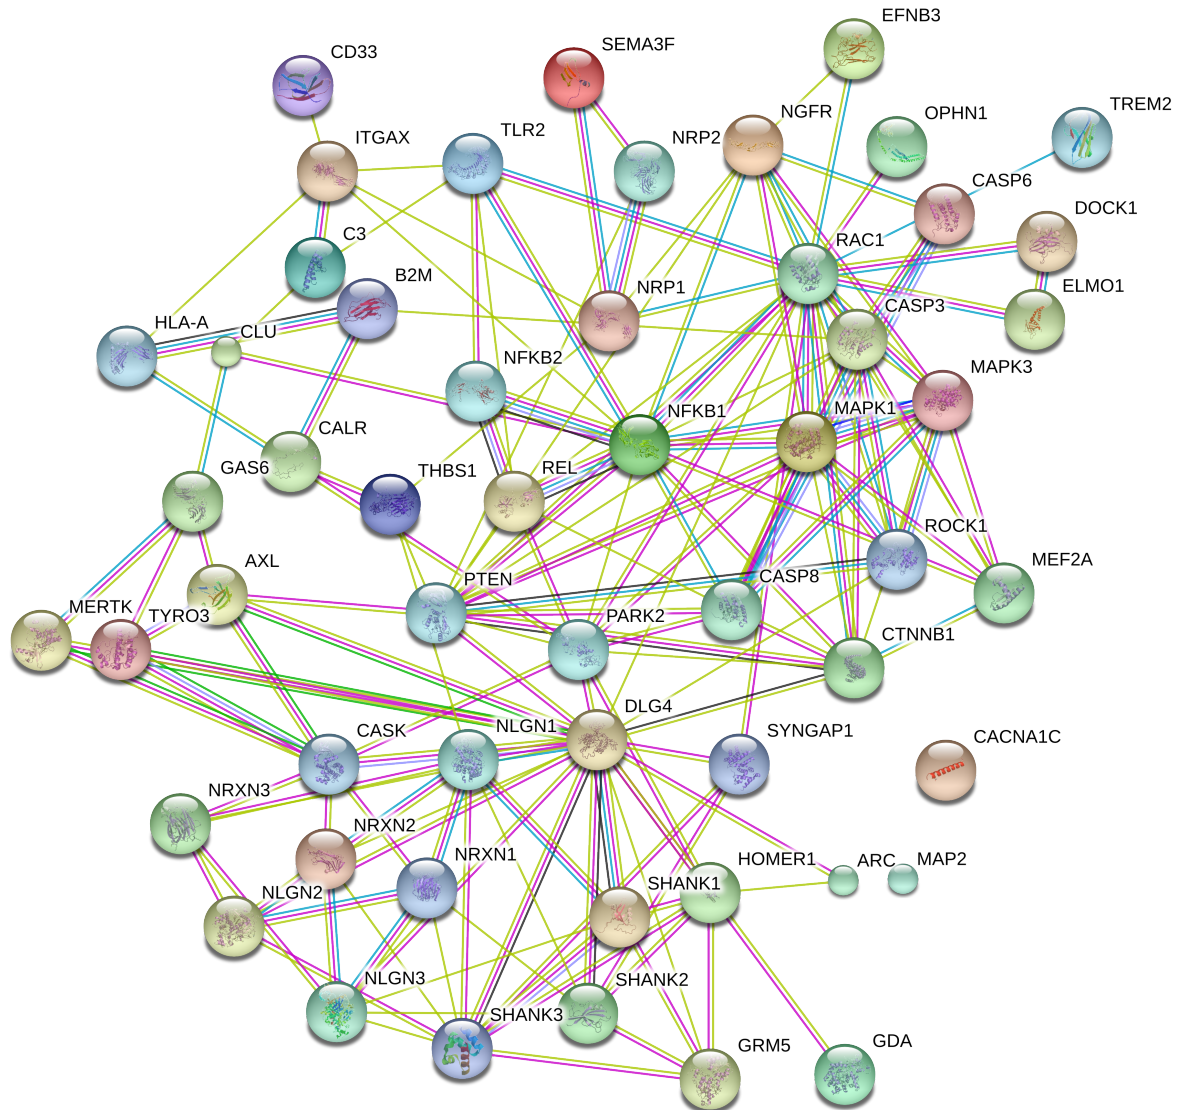 EFNB3
SEMA3F
CD33
TREM2
NGFR
OPHN1
TLR2
ITGAX
NRP2
CASP6
DOCK1
C3
RAC1
B2M
NRP1
ELMO1
CASP3
HLA-A
CLU
NFKB2
MAPK3
NFKB1
MAPK1
CALR
GAS6
THBS1
REL
ROCK1
AXL
MEF2A
PTEN
CASP8
MERTK
TYRO3
PARK2
CTNNB1
DLG4
CASK
NLGN1
SYNGAP1
CACNA1C
NRXN3
NRXN2
NRXN1
HOMER1
ARC
MAP2
NLGN2
SHANK1
NLGN3
SHANK2
SHANK3
GRM5
GDA